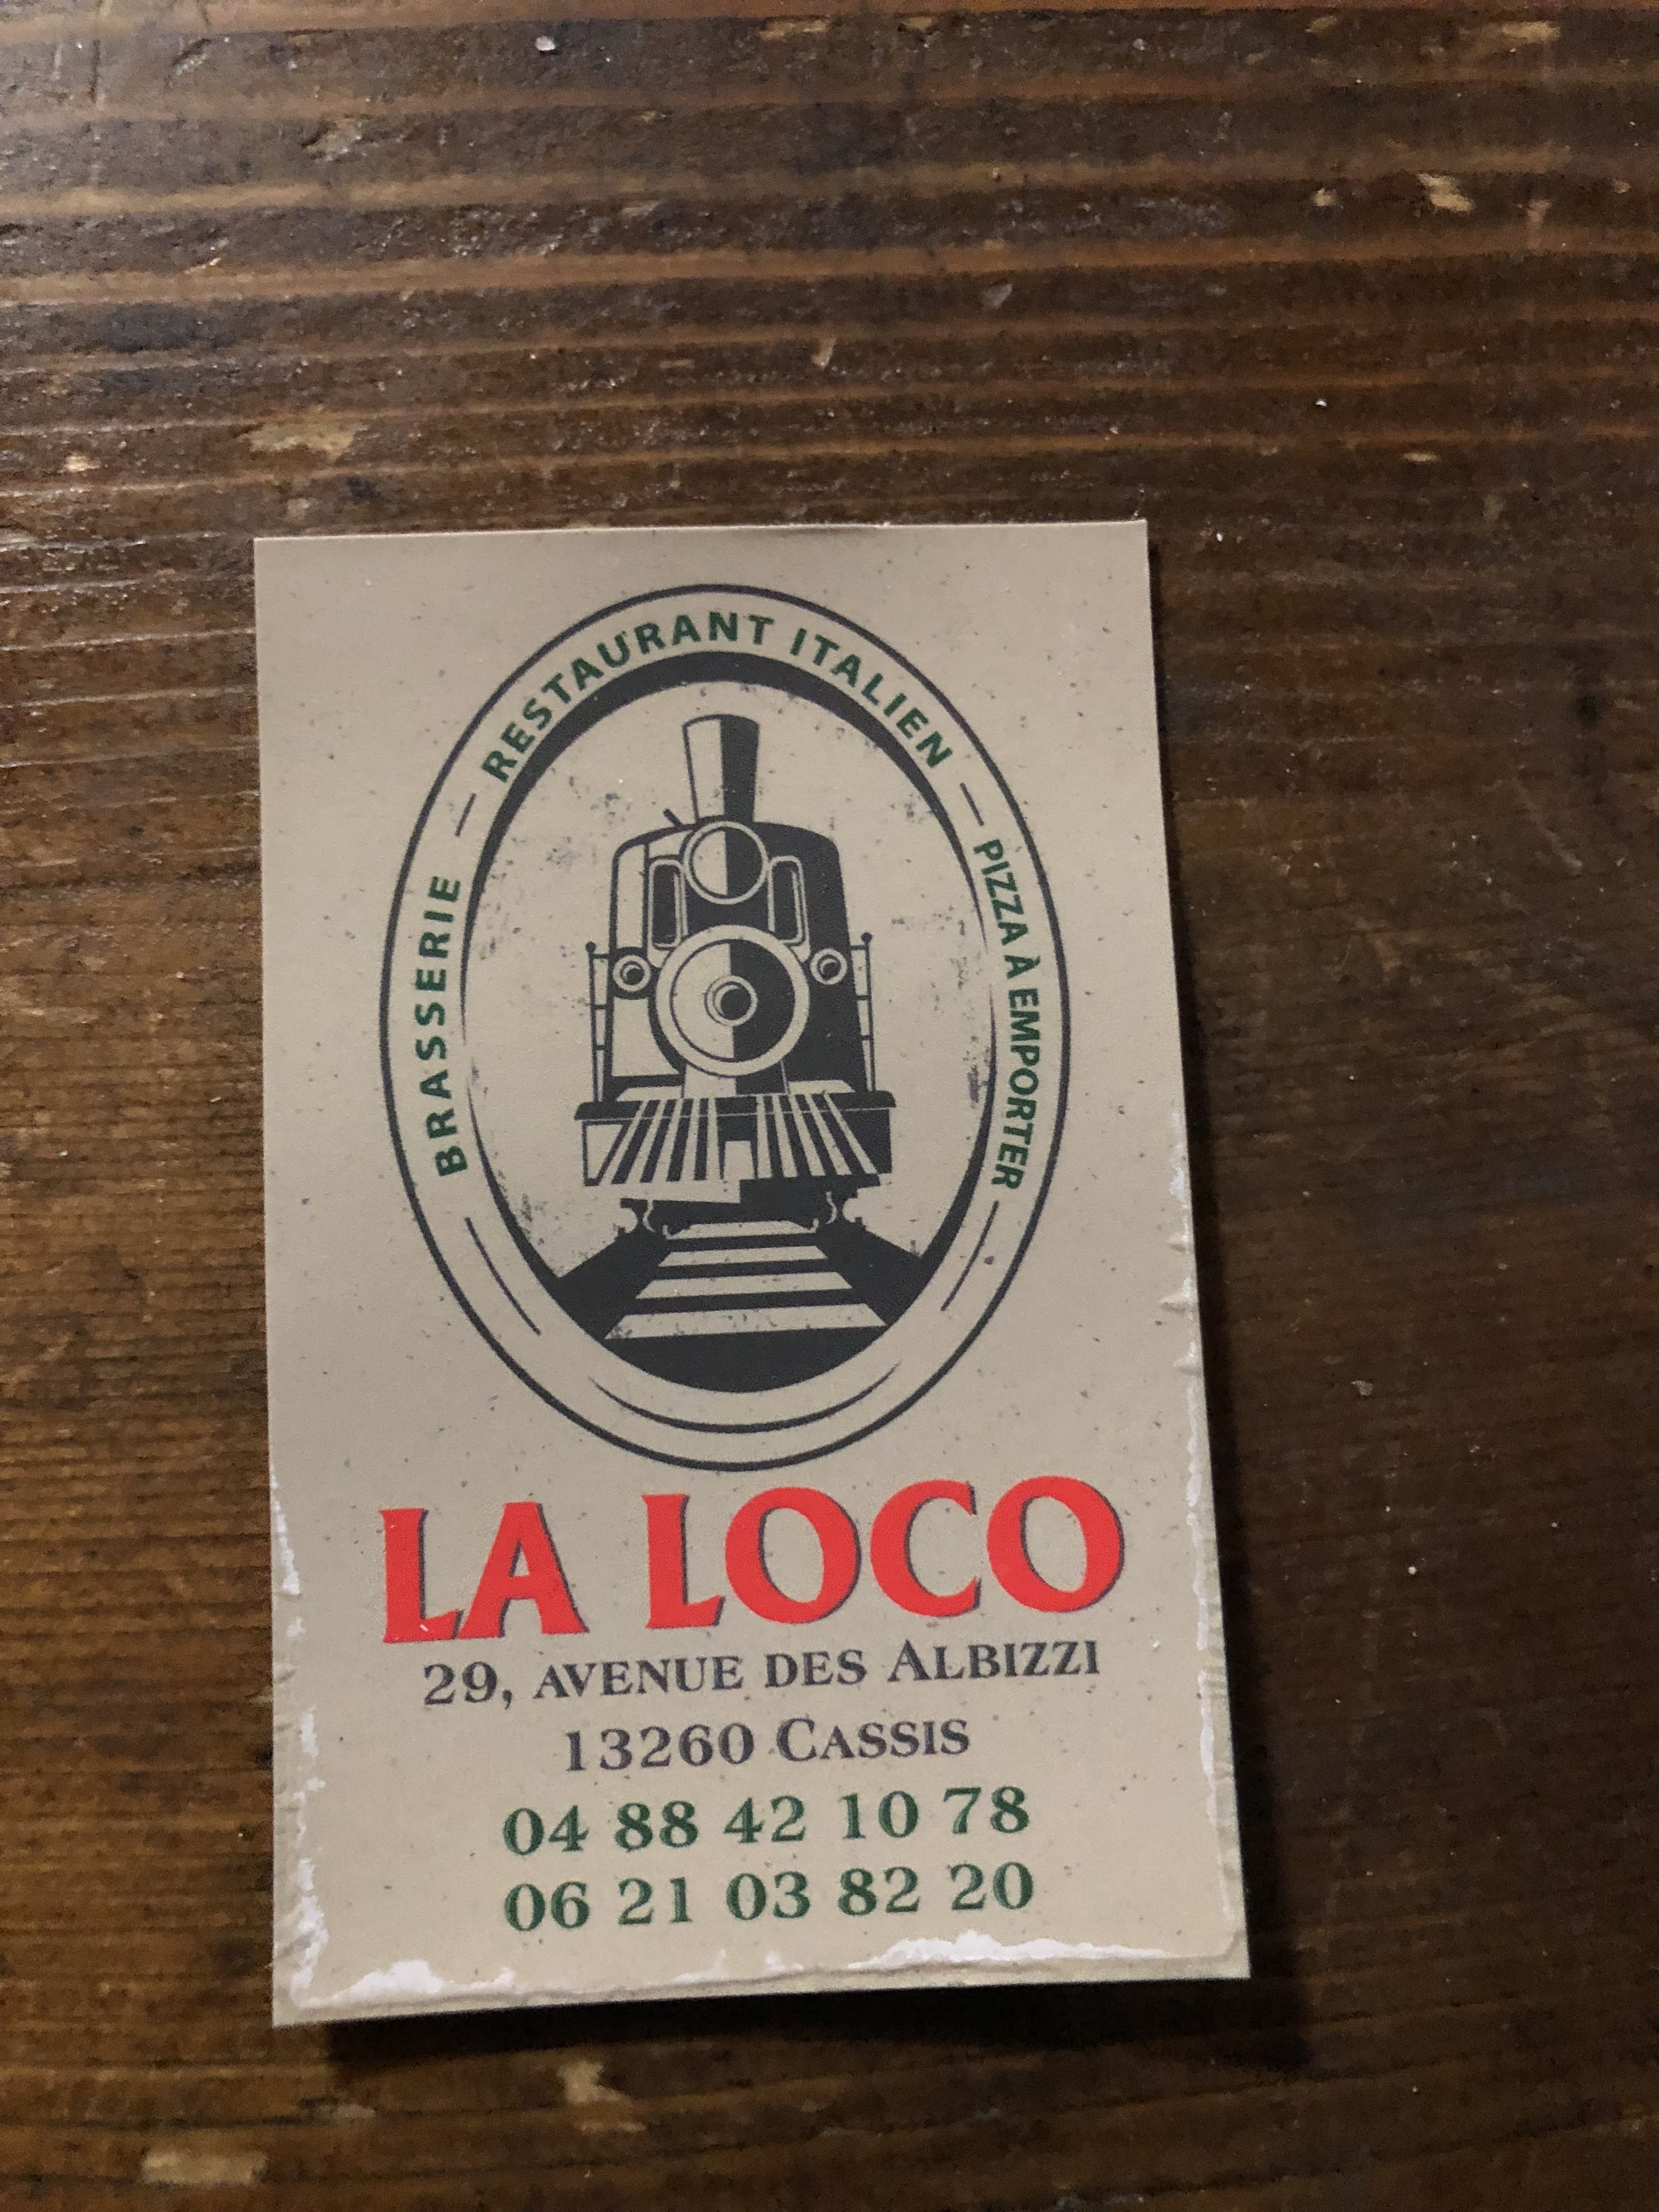 BRASSERIE — RESTAURANT ITALIEN — PIZZA À EMPORTER
LA LOCO
29, AVENUE DES ALBIZZI
13260 CASSIS
04 88 42 10 78
06 21 03 82 20